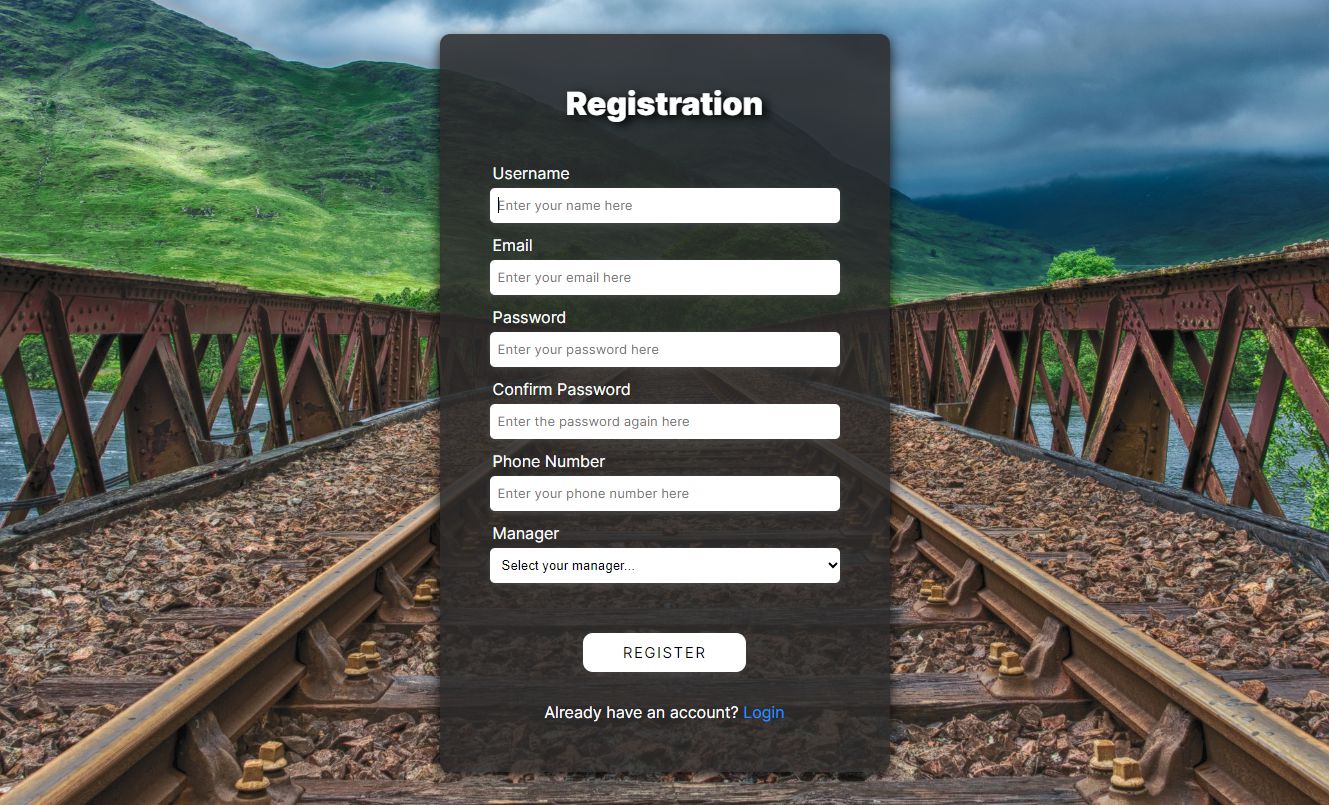 Registration
Username
Enter your name here
Email
Enter your email here
Password
Enter your password here
Confirm Password
Enter the password again here
Phone Number
Enter your phone number here
Manager
Select your manager...
REGISTER
Already have an account? Login